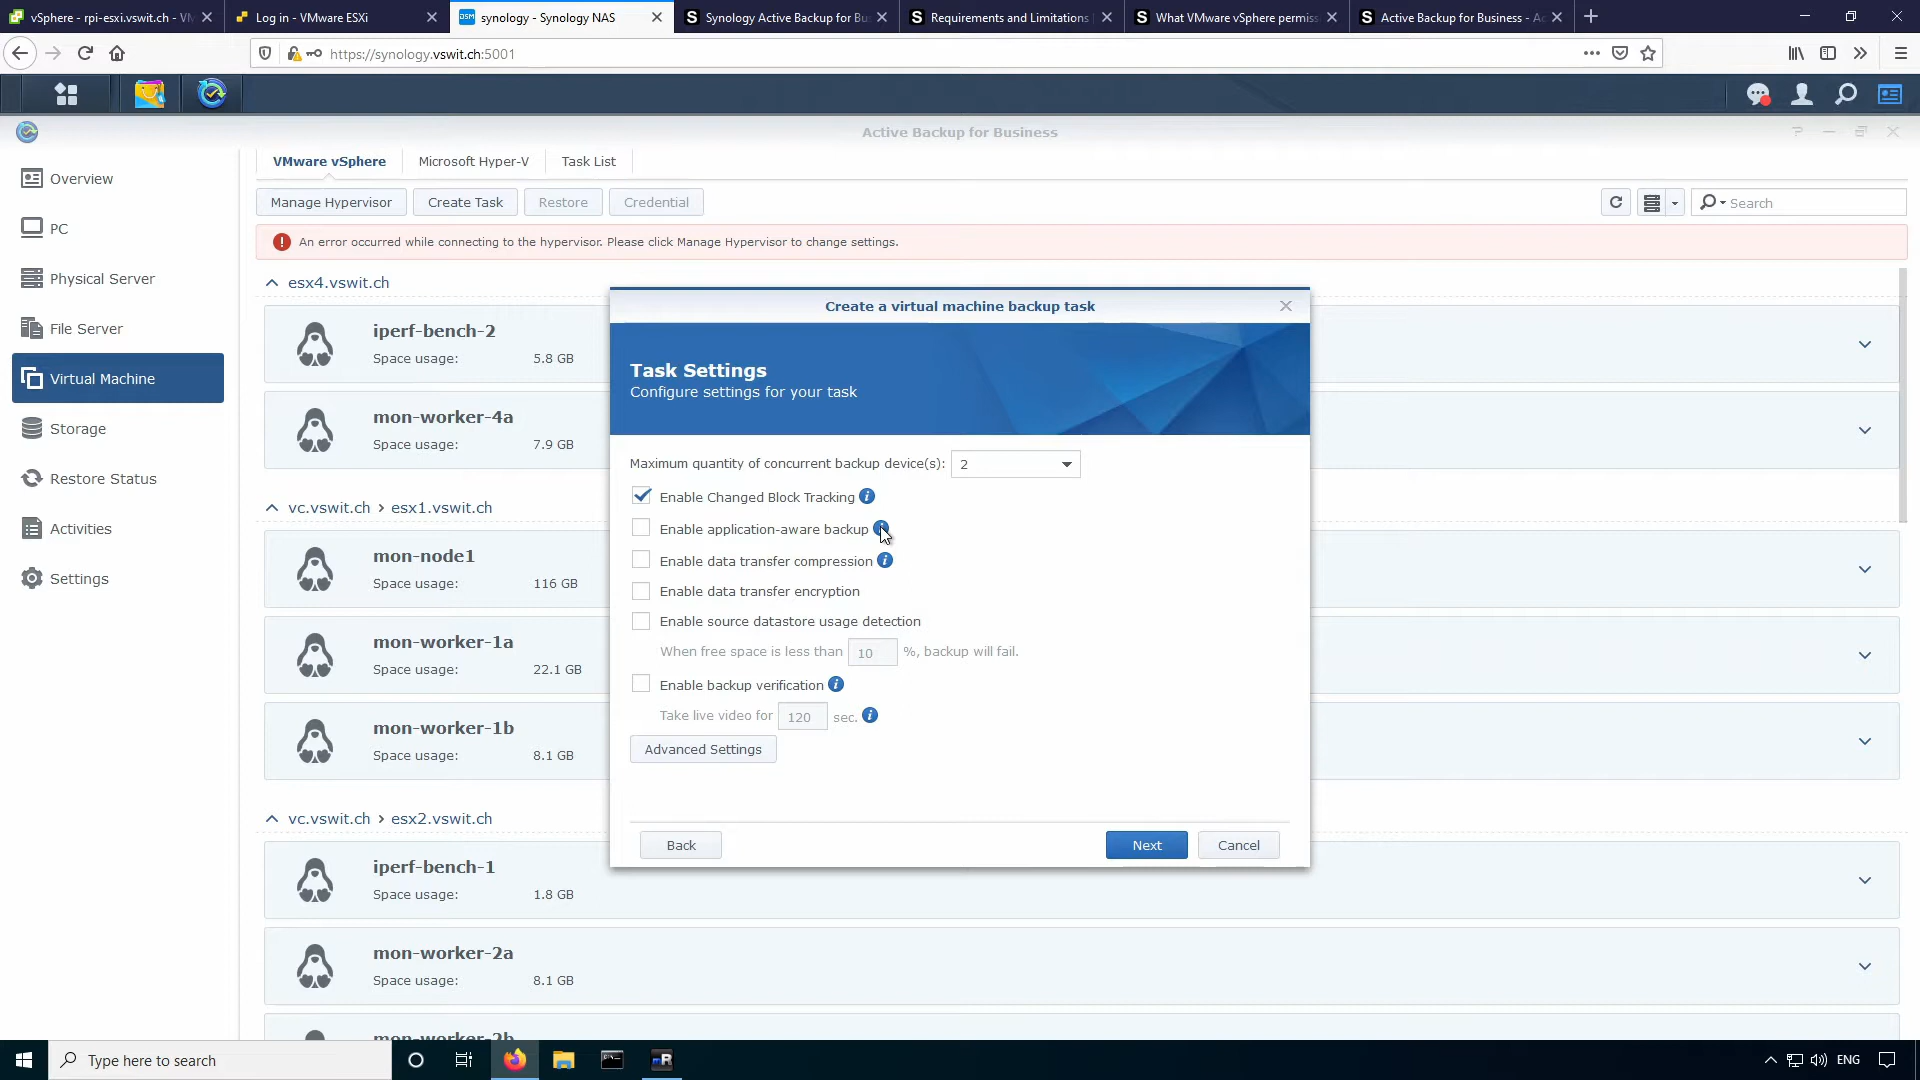 vSphere - rpi-esxi.vswit.ch - VM
Log in - VMware ESXi
synology - Synology NAS
Synology Active Backup for Bu
Requirements and Limitations
What VMware vSphere permiss
Active Backup for Business - Ac
https://synology.vswit.ch:5001
Active Backup for Business
Overview
PC
Physical Server
File Server
Virtual Machine
Storage
Restore Status
Activities
Settings
VMware vSphere
Microsoft Hyper-V
Task List
Manage Hypervisor
Create Task
Restore
Credential
Search
An error occurred while connecting to the hypervisor. Please click Manage Hypervisor to change settings.
esx4.vswit.ch
iperf-bench-2
Space usage: 5.8 GB
mon-worker-4a
Space usage: 7.9 GB
vc.vswit.ch > esx1.vswit.ch
mon-node1
Space usage: 116 GB
mon-worker-1a
Space usage: 22.1 GB
mon-worker-1b
Space usage: 8.1 GB
vc.vswit.ch > esx2.vswit.ch
iperf-bench-1
Space usage: 1.8 GB
mon-worker-2a
Space usage: 8.1 GB
mon-worker-2b
Create a virtual machine backup task
Task Settings
Configure settings for your task
Maximum quantity of concurrent backup device(s): 2
Enable Changed Block Tracking
Enable application-aware backup
Enable data transfer compression
Enable data transfer encryption
Enable source datastore usage detection
When free space is less than 10 %, backup will fail.
Enable backup verification
Take live video for 120 sec.
Advanced Settings
Back
Next
Cancel
Type here to search
ENG